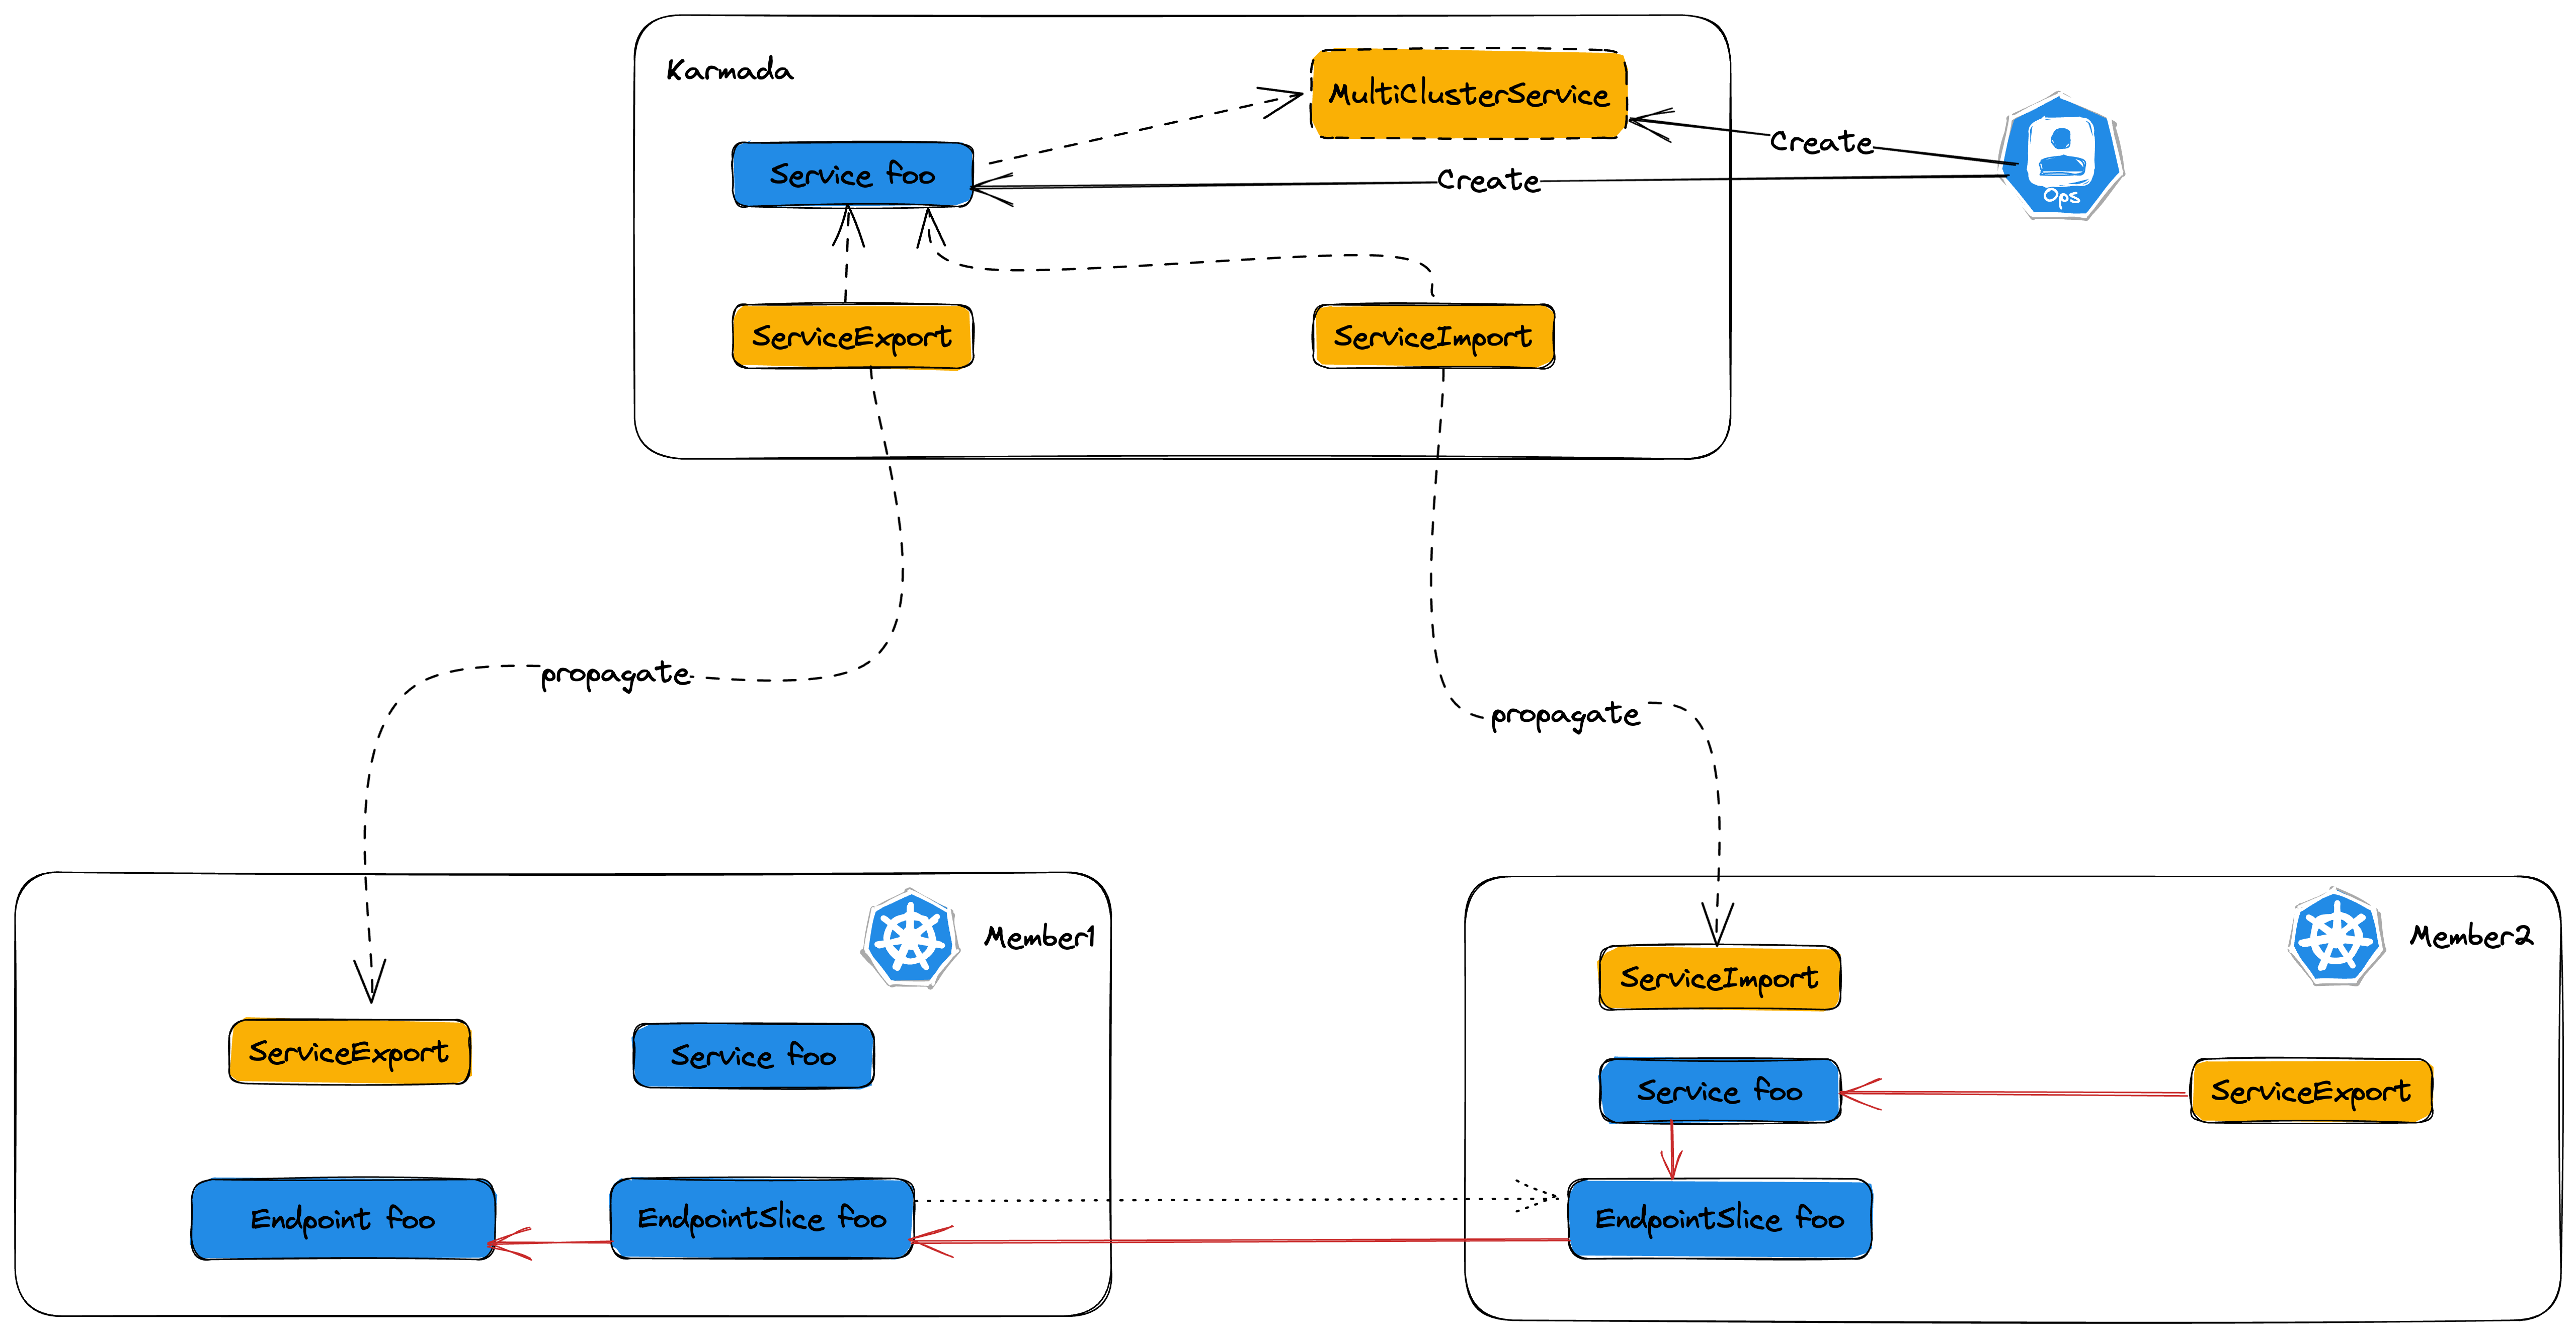 Karmada
MultiClusterService
Create
Service foo
Create
Ops
ServiceExport
ServiceImport
propagate
propagate
Member1
ServiceExport
Service foo
Endpoint foo
EndpointSlice foo
Member2
ServiceImport
Service foo
ServiceExport
EndpointSlice foo